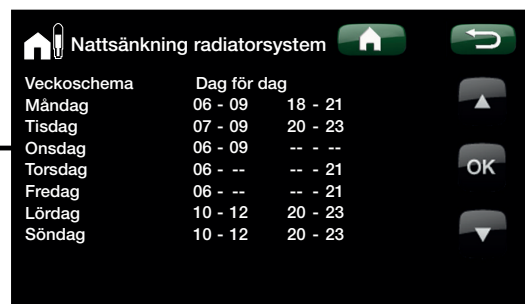 Nattsänkning radiatorsystem
Veckoschema Dag för dag
Måndag 06 - 09 18 - 21
Tisdag 07 - 09 20 - 23
Onsdag 06 - 09 -- - --
Torsdag 06 - -- -- - 21
Fredag 06 - -- -- - 21
Lördag 10 - 12 20 - 23
Söndag 10 - 12 20 - 23
OK